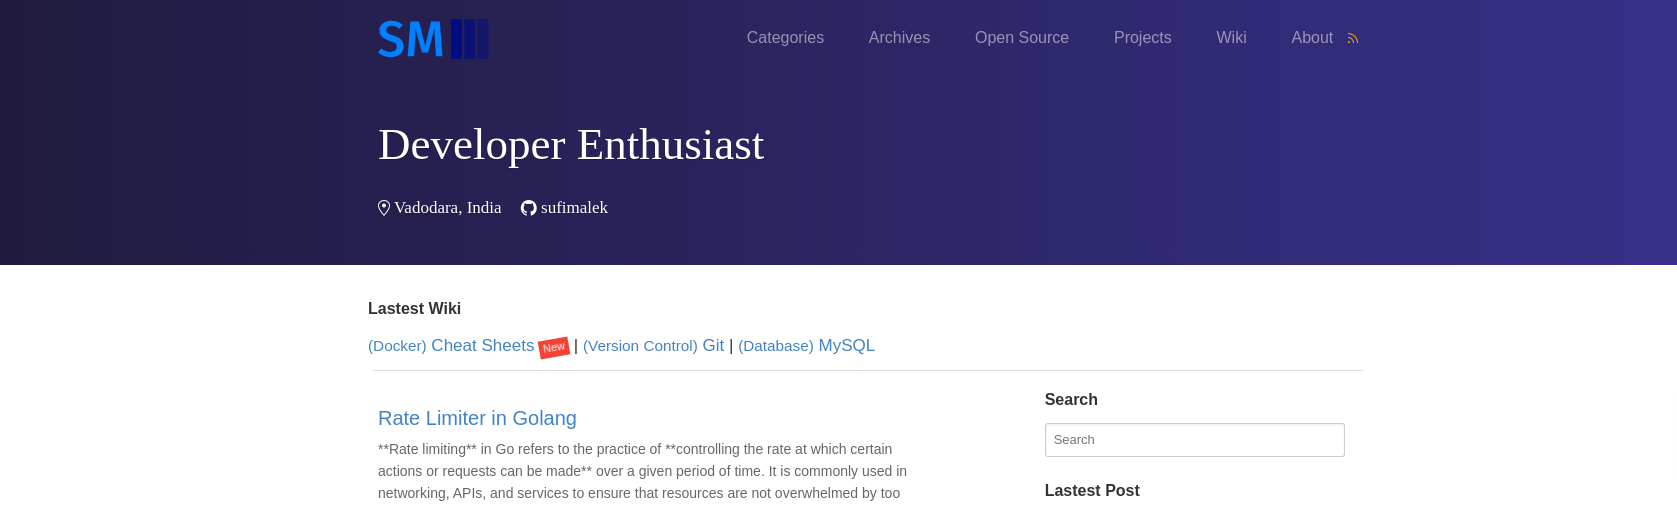 SM
Categories Archives Open Source Projects Wiki About
Developer Enthusiast
Vadodara, India sufimalek
Lastest Wiki
(Docker) Cheat Sheets New | (Version Control) Git | (Database) MySQL
Rate Limiter in Golang
**Rate limiting** in Go refers to the practice of **controlling the rate at which certain
actions or requests can be made** over a given period of time. It is commonly used in
networking, APIs, and services to ensure that resources are not overwhelmed by too
Search
Search
Lastest Post